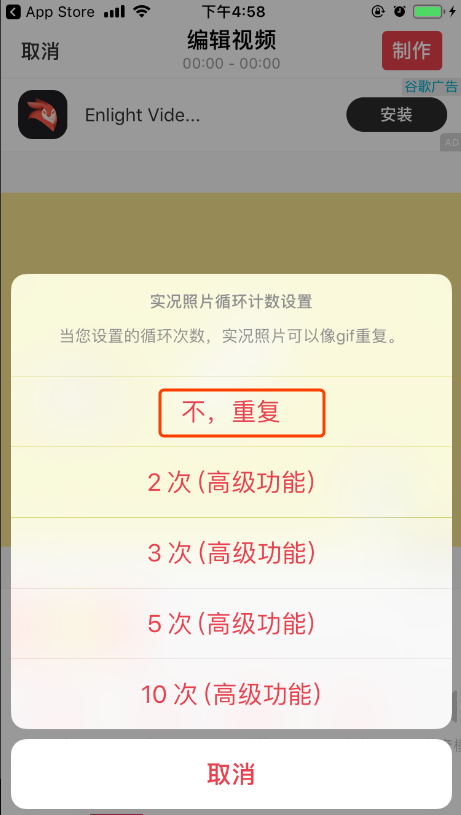 App Store
下午4:58
取消
编辑视频
制作
00:00 - 00:00
谷歌广告
Enlight Vide...
安装
AD
实况照片循环计数设置
当您设置的循环次数，实况照片可以像gif重复。
不，重复
2 次（高级功能）
3 次（高级功能）
5 次（高级功能）
10 次（高级功能）
取消